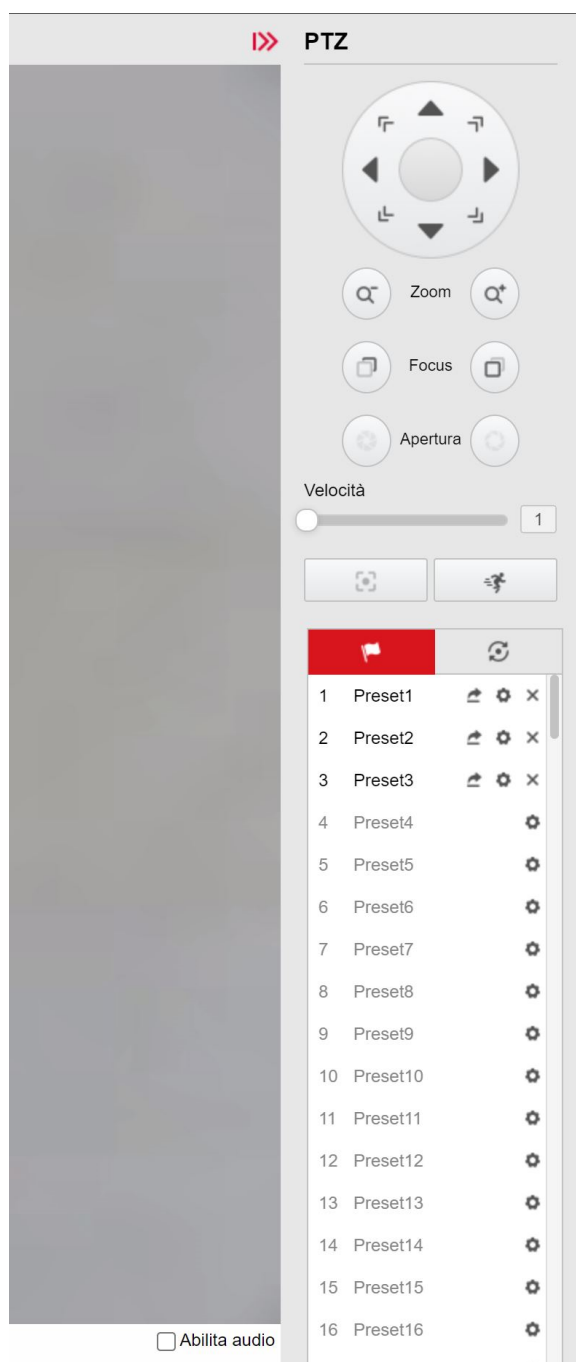 PTZ
Zoom
Focus
Apertura
Velocità
1
1 Preset1
2 Preset2
3 Preset3
4 Preset4
5 Preset5
6 Preset6
7 Preset7
8 Preset8
9 Preset9
10 Preset10
11 Preset11
12 Preset12
13 Preset13
14 Preset14
15 Preset15
16 Preset16
Abilita audio